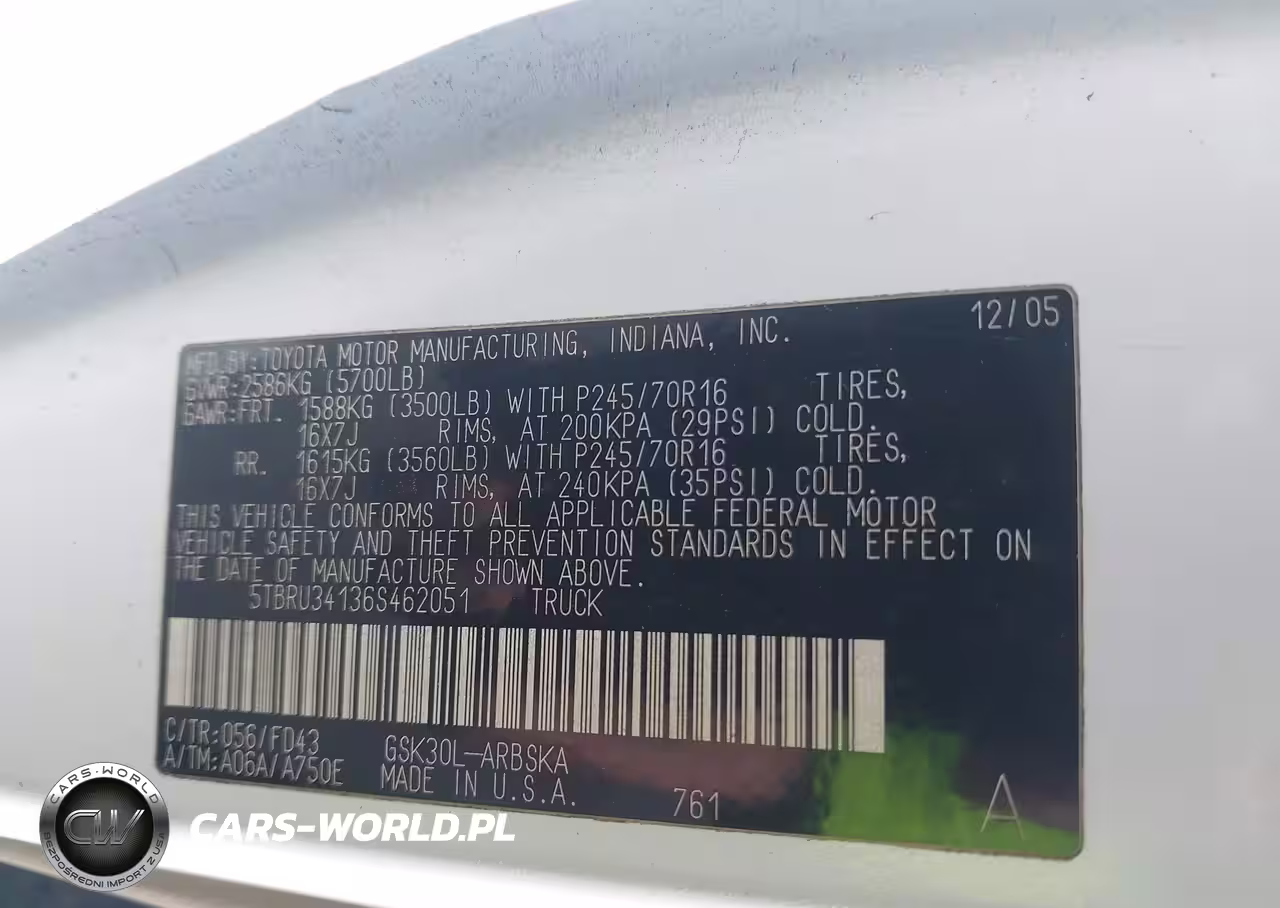 12/05
MFD.BY:TOYOTA MOTOR MANUFACTURING, INDIANA, INC.
GVWR:2586KG (5700LB)
GAWR:FRT. 1588KG (3500LB) WITH P245/70R16 TIRES,
16X7J RIMS, AT 200KPA (29PSI) COLD.
RR. 1615KG (3560LB) WITH P245/70R16 TIRES,
16X7J RIMS, AT 240KPA (35PSI) COLD.
THIS VEHICLE CONFORMS TO ALL APPLICABLE FEDERAL MOTOR
VEHICLE SAFETY AND THEFT PREVENTION STANDARDS IN EFFECT ON
THE DATE OF MANUFACTURE SHOWN ABOVE.
5TBRU34136S462051 TRUCK
C/TR:056/FD43 GSK30L-ARBSKA
A/TM:A06A/A750E MADE IN U.S.A. 761 A
CARS-WORLD
CW
BEZPOŚREDNI IMPORT Z USA
CARS-WORLD.PL